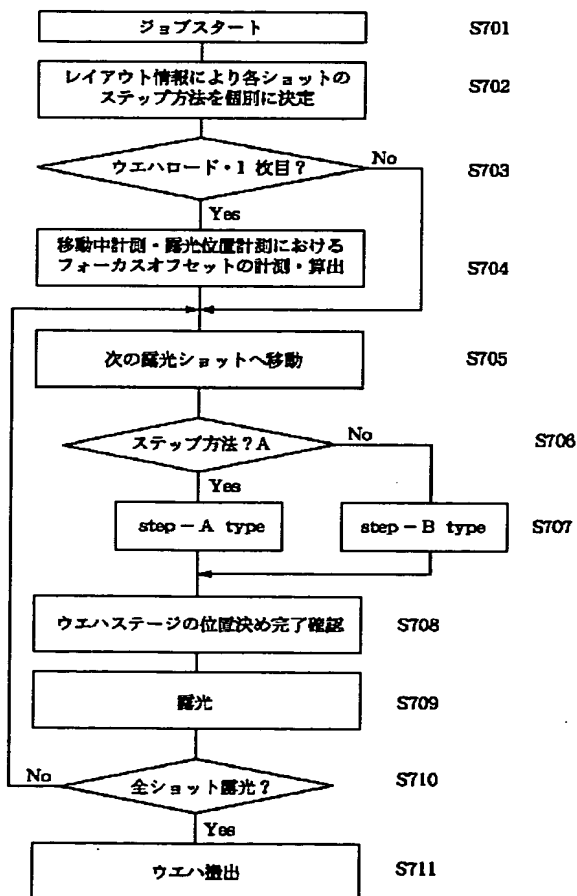 ジョブスタート S701
レイアウト情報により各ショットの
ステップ方法を個別に決定
S702
ウエハロード・1 枚目? No
S703
Yes
移動中計測・露光位置計測における
フォーカスオフセットの計測・算出
S704
次の露光ショットへ移動 S705
ステップ方法?A No
S706
Yes
step-A type step-B type S707
ウエハステージの位置決め完了確認 S708
露光 S709
No 全ショット露光? S710
Yes
ウエハ搬出 S711